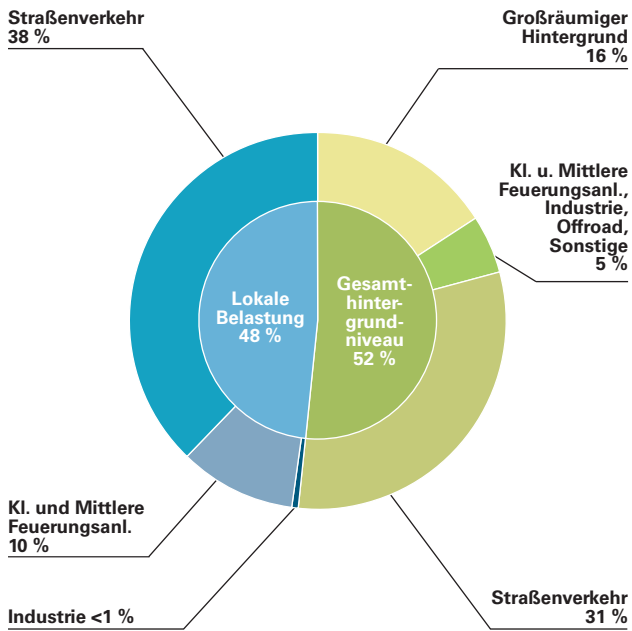 Straßenverkehr
38 %
Großräumiger
Hintergrund
16 %
Kl. u. Mittlere
Feuerungsanl.,
Industrie,
Offroad,
Sonstige
5 %
Lokale
Belastung
48 %
Gesamt-
hinter-
grund-
niveau
52 %
Kl. und Mittlere
Feuerungsanl.
10 %
Industrie <1 %
Straßenverkehr
31 %